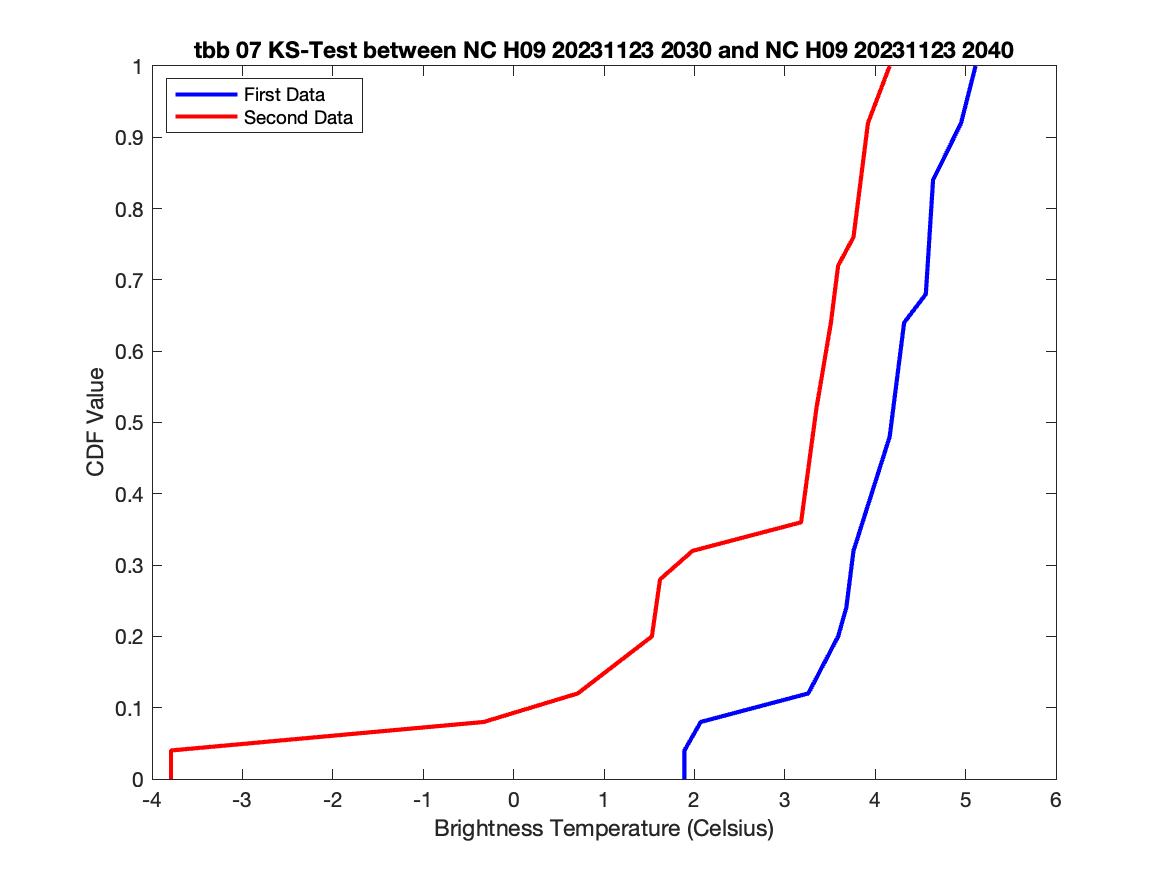 tbb 07 KS-Test between NC H09 20231123 2030 and NC H09 20231123 2040
First Data
Second Data
1
0.9
0.8
0.7
0.6
0.5
0.4
0.3
0.2
0.1
0
CDF Value
-4 -3 -2 -1 0 1 2 3 4 5 6
Brightness Temperature (Celsius)